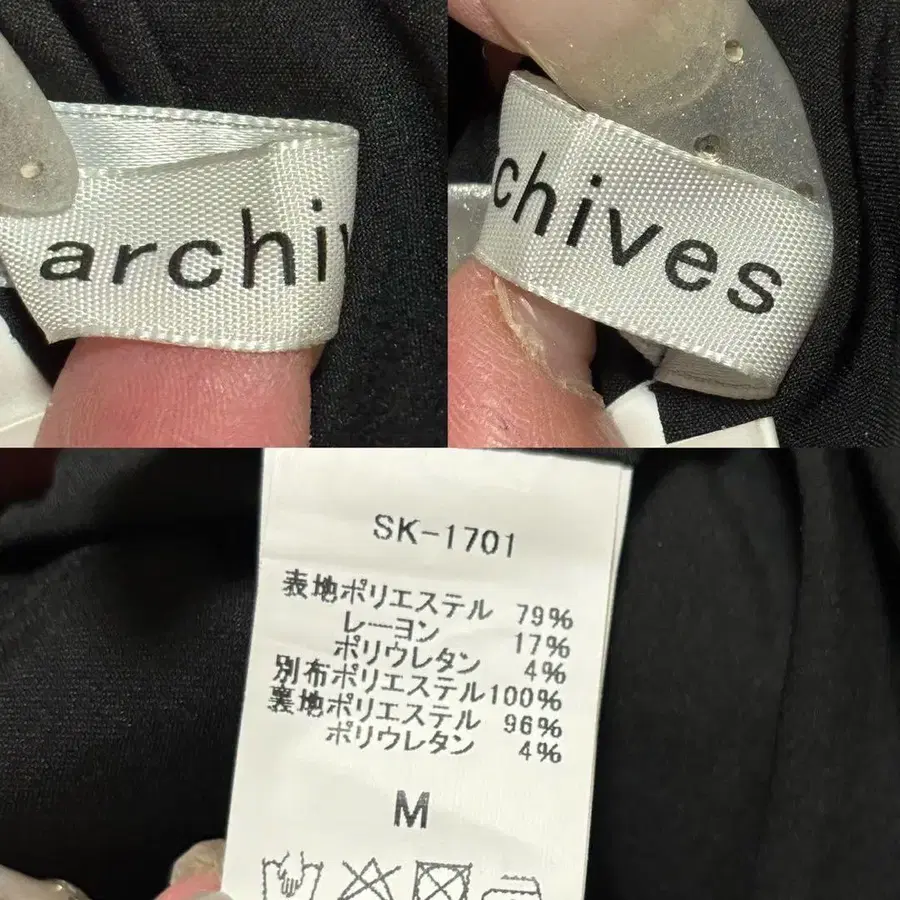 archiv
chives
SK-1701
表地ポリエステル 79%
レーヨン 17%
ポリウレタン 4%
別布ポリエステル100%
裏地ポリエステル 96%
ポリウレタン 4%
M